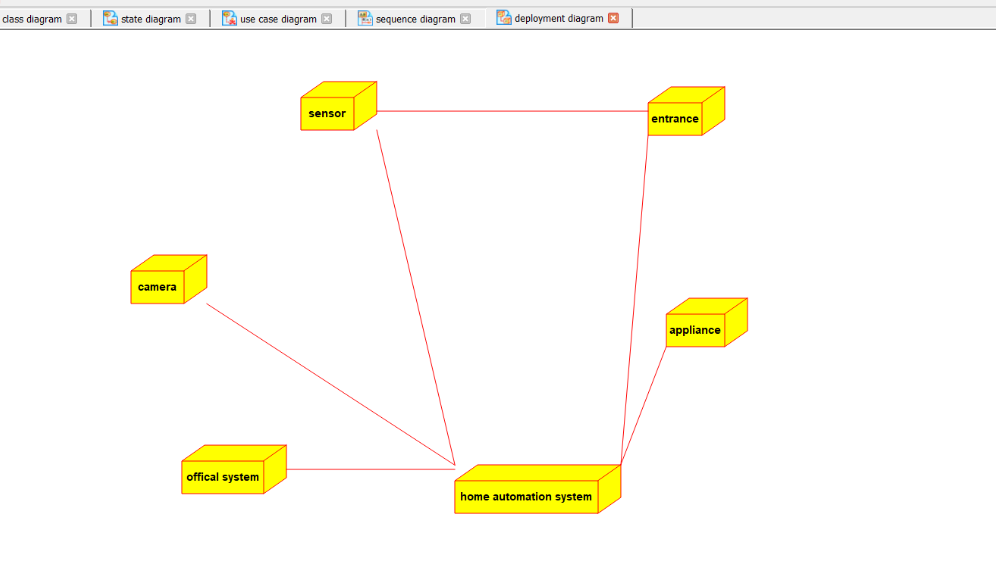 class diagram
state diagram
use case diagram
sequence diagram
deployment diagram
sensor
entrance
camera
appliance
offical system
home automation system